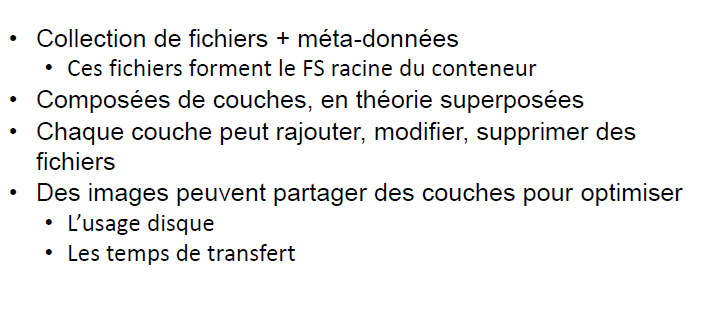 • Collection de fichiers + méta-données
• Ces fichiers forment le FS racine du conteneur
• Composées de couches, en théorie superposées
• Chaque couche peut rajouter, modifier, supprimer des
fichiers
• Des images peuvent partager des couches pour optimiser
• L’usage disque
• Les temps de transfert